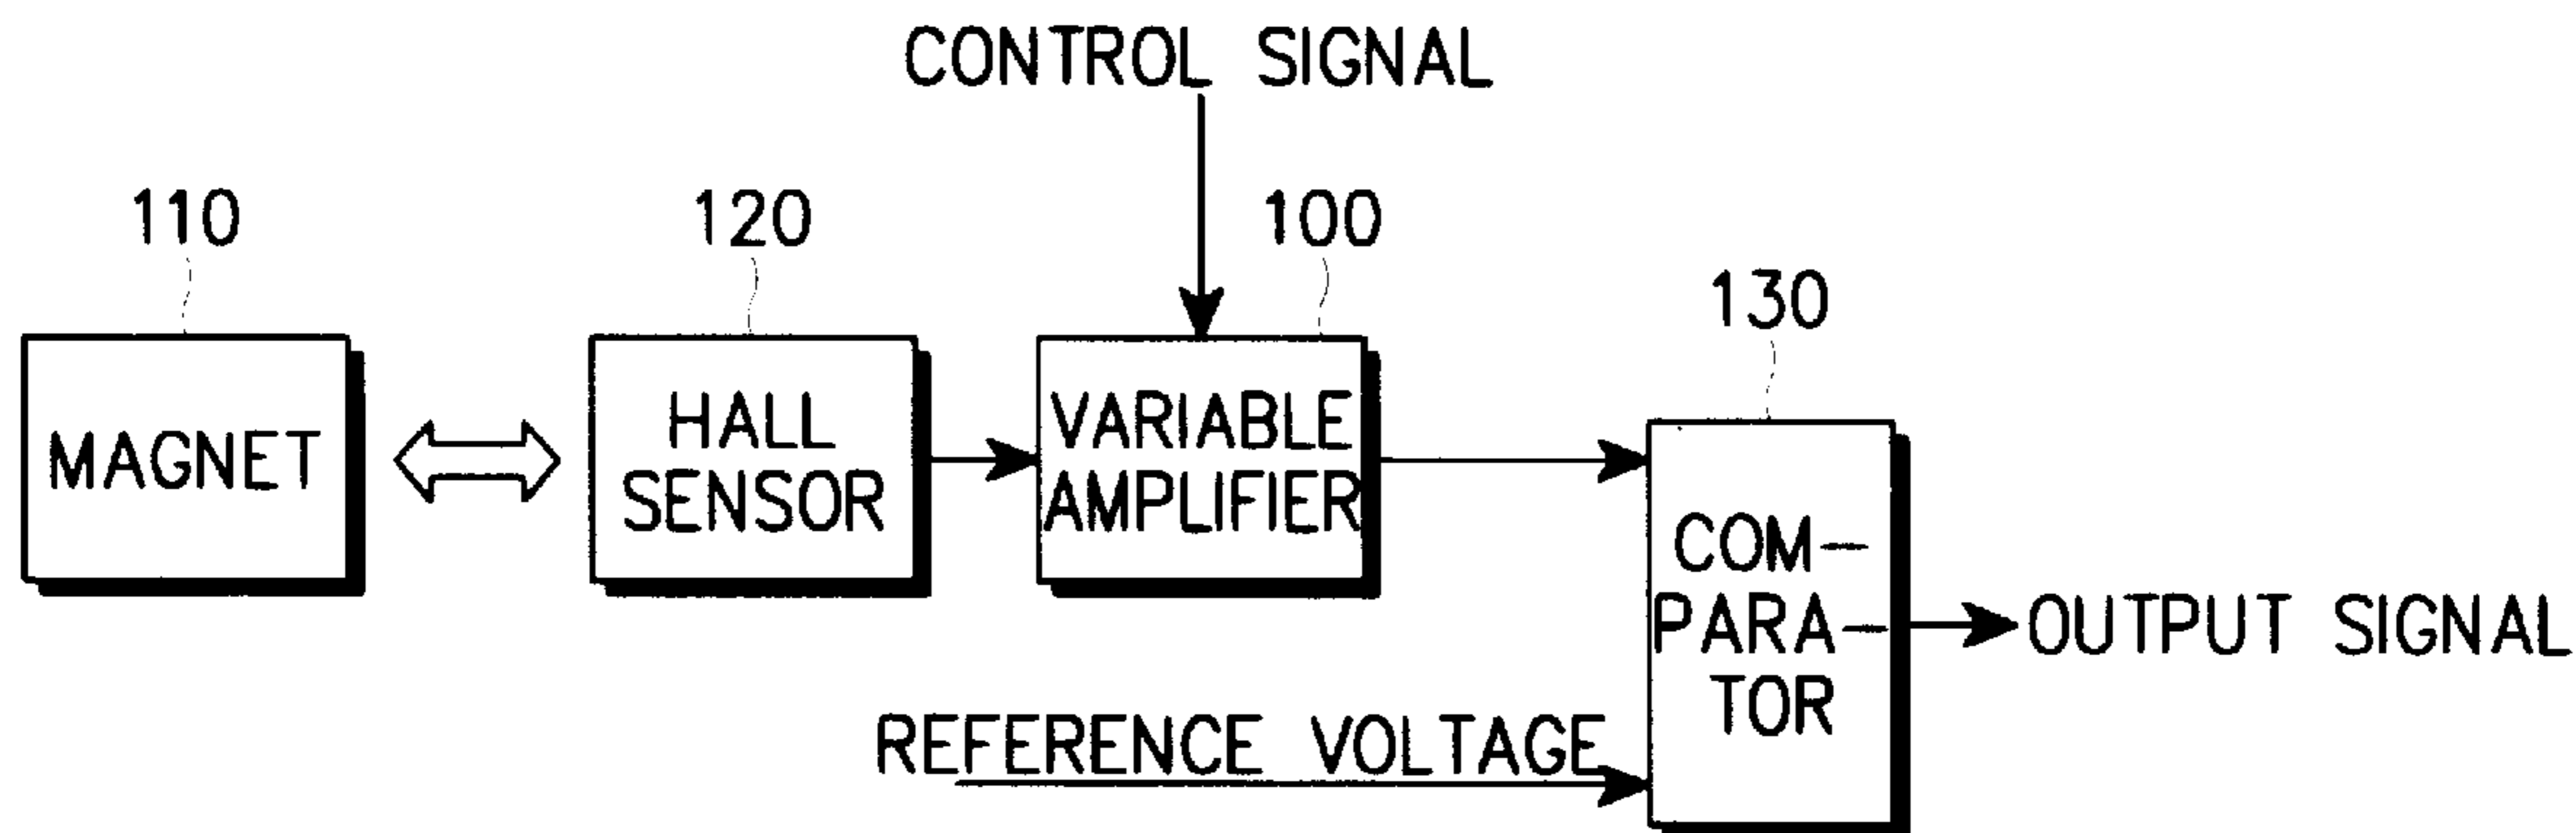 CONTROL SIGNAL
110
120
100
130
MAGNET
HALL
SENSOR
VARIABLE
AMPLIFIER
COM-
PARA-
TOR
OUTPUT SIGNAL
REFERENCE VOLTAGE